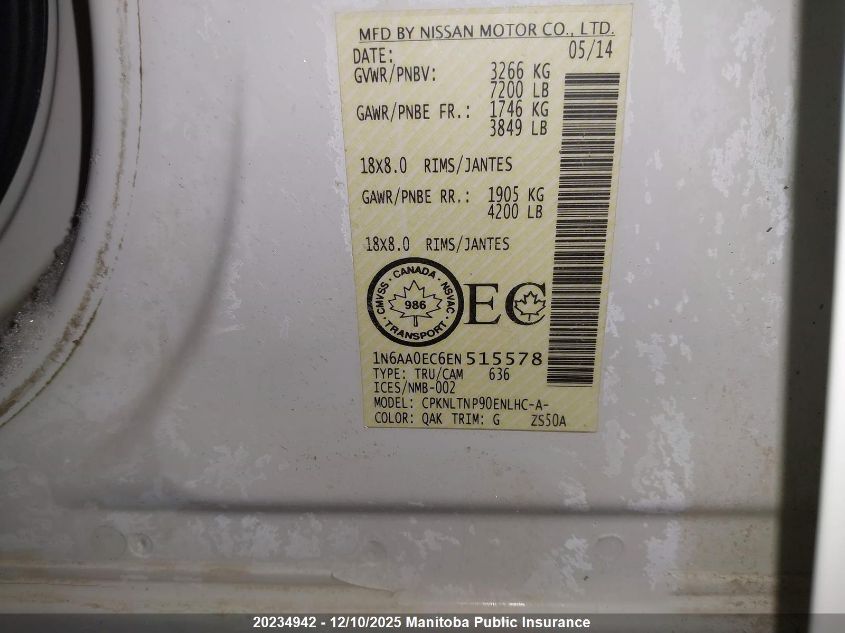 MFD BY NISSAN MOTOR CO., LTD.
DATE: 05/14
GVWR/PNBV: 3266 KG
7200 LB
GAWR/PNBE FR.: 1746 KG
3849 LB
18X8.0 RIMS/JANTES
GAWR/PNBE RR.: 1905 KG
4200 LB
18X8.0 RIMS/JANTES
CANADA · NSVAC · TRANSPORT · CMVSS ·
986
EC
1N6AA0EC6EN515578
TYPE: TRU/CAM 636
ICES/NMB-002
MODEL: CPKNLTNP90ENLHC-A-
COLOR: QAK TRIM: G ZS50A
20234942 - 12/10/2025 Manitoba Public Insurance